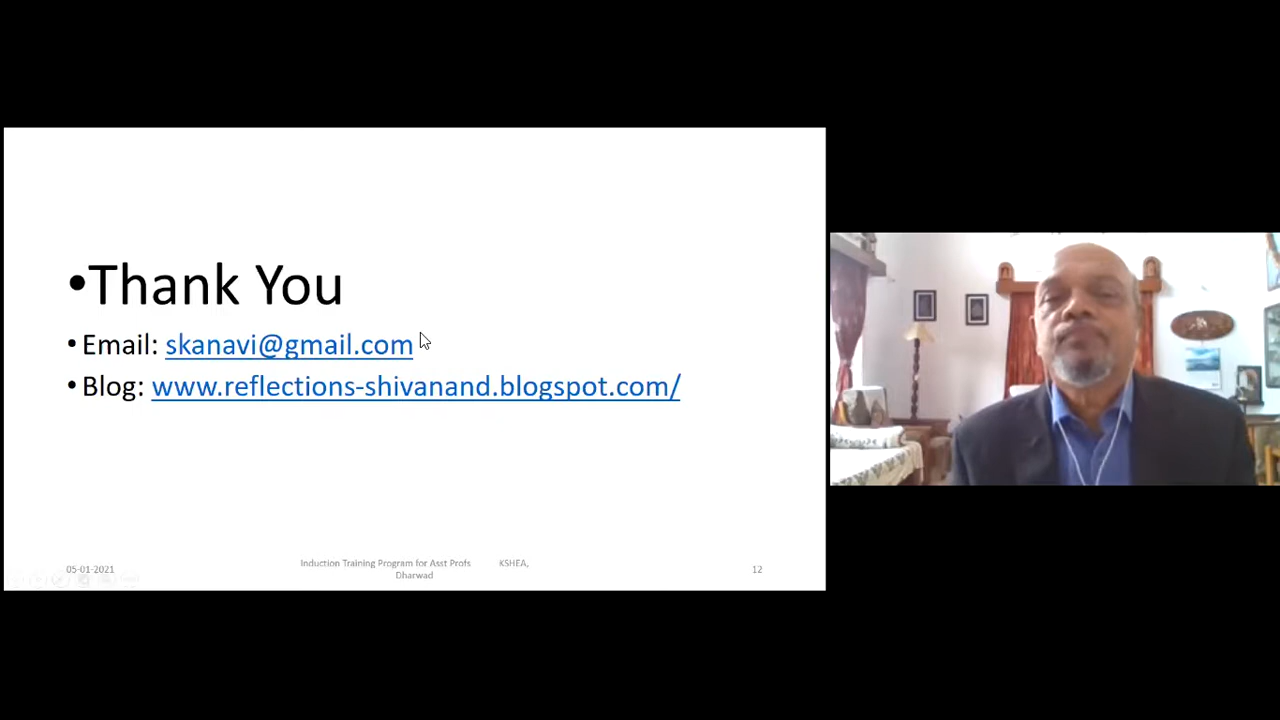 •Thank You
• Email: skanavi@gmail.com
• Blog: www.reflections-shivanand.blogspot.com/
05-01-2021
Induction Training Program for Asst Profs KSHEA,
Dharwad
12